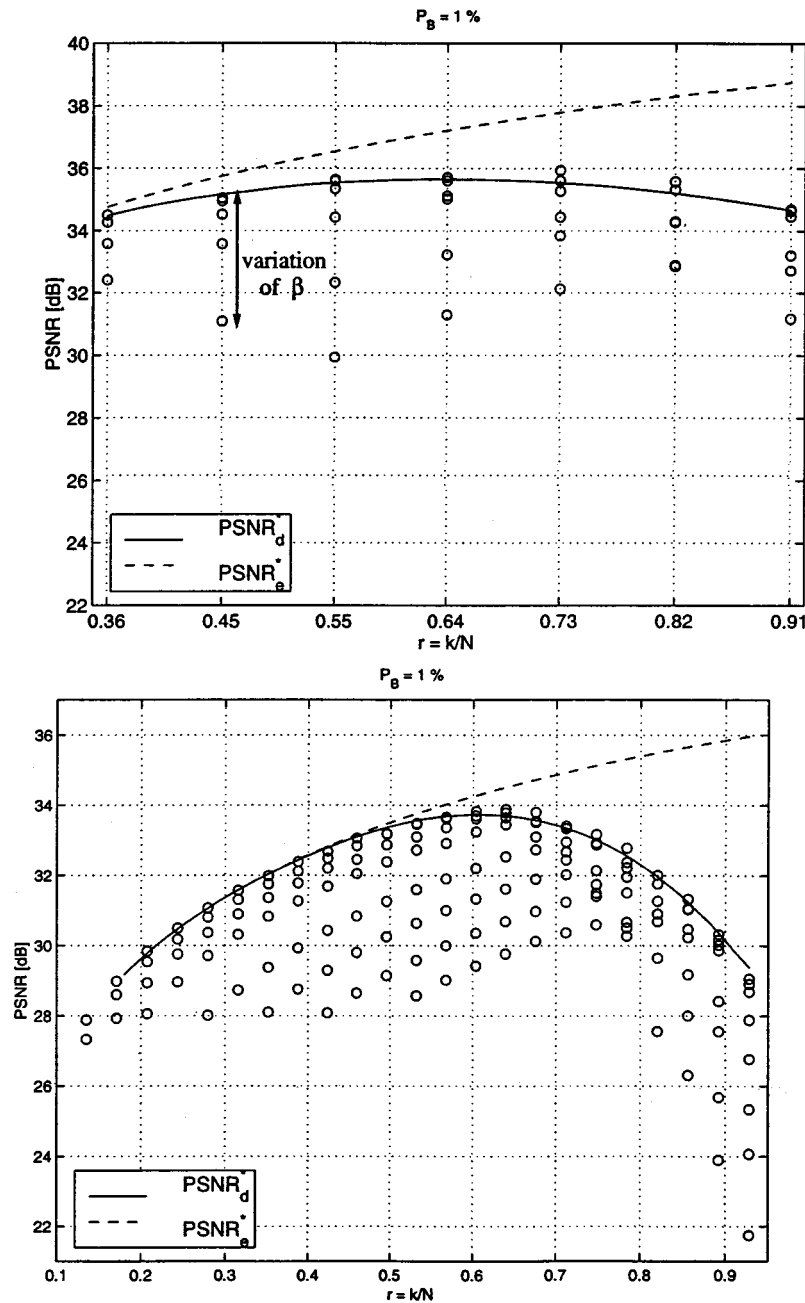 P_B = 1 %
40
38
36
34
32
30
28
26
24
22
PSNR [dB]
variation
of β
PSNR*_d
PSNR*_e
0.36 0.45 0.55 0.64 0.73 0.82 0.91
r = k/N
P_B = 1 %
36
34
32
30
28
26
24
22
PSNR [dB]
PSNR*_d
PSNR*_e
0.1 0.2 0.3 0.4 0.5 0.6 0.7 0.8 0.9
r = k/N